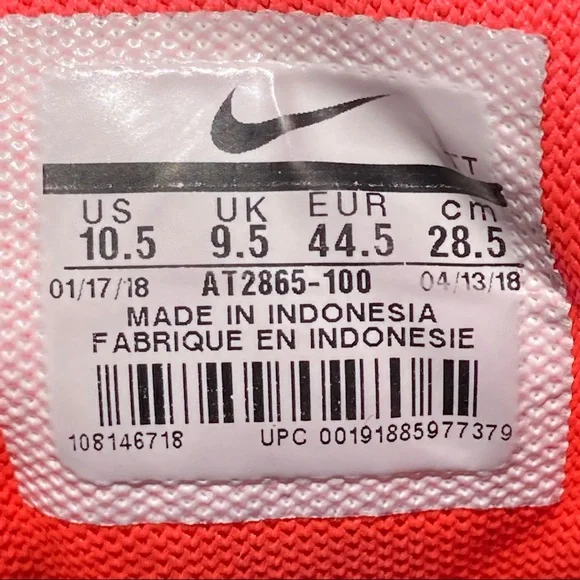 TT
US UK EUR cm
10.5 9.5 44.5 28.5
01/17/18 AT2865-100 04/13/18
MADE IN INDONESIA
FABRIQUE EN INDONESIE
108146718 UPC 00191885977379